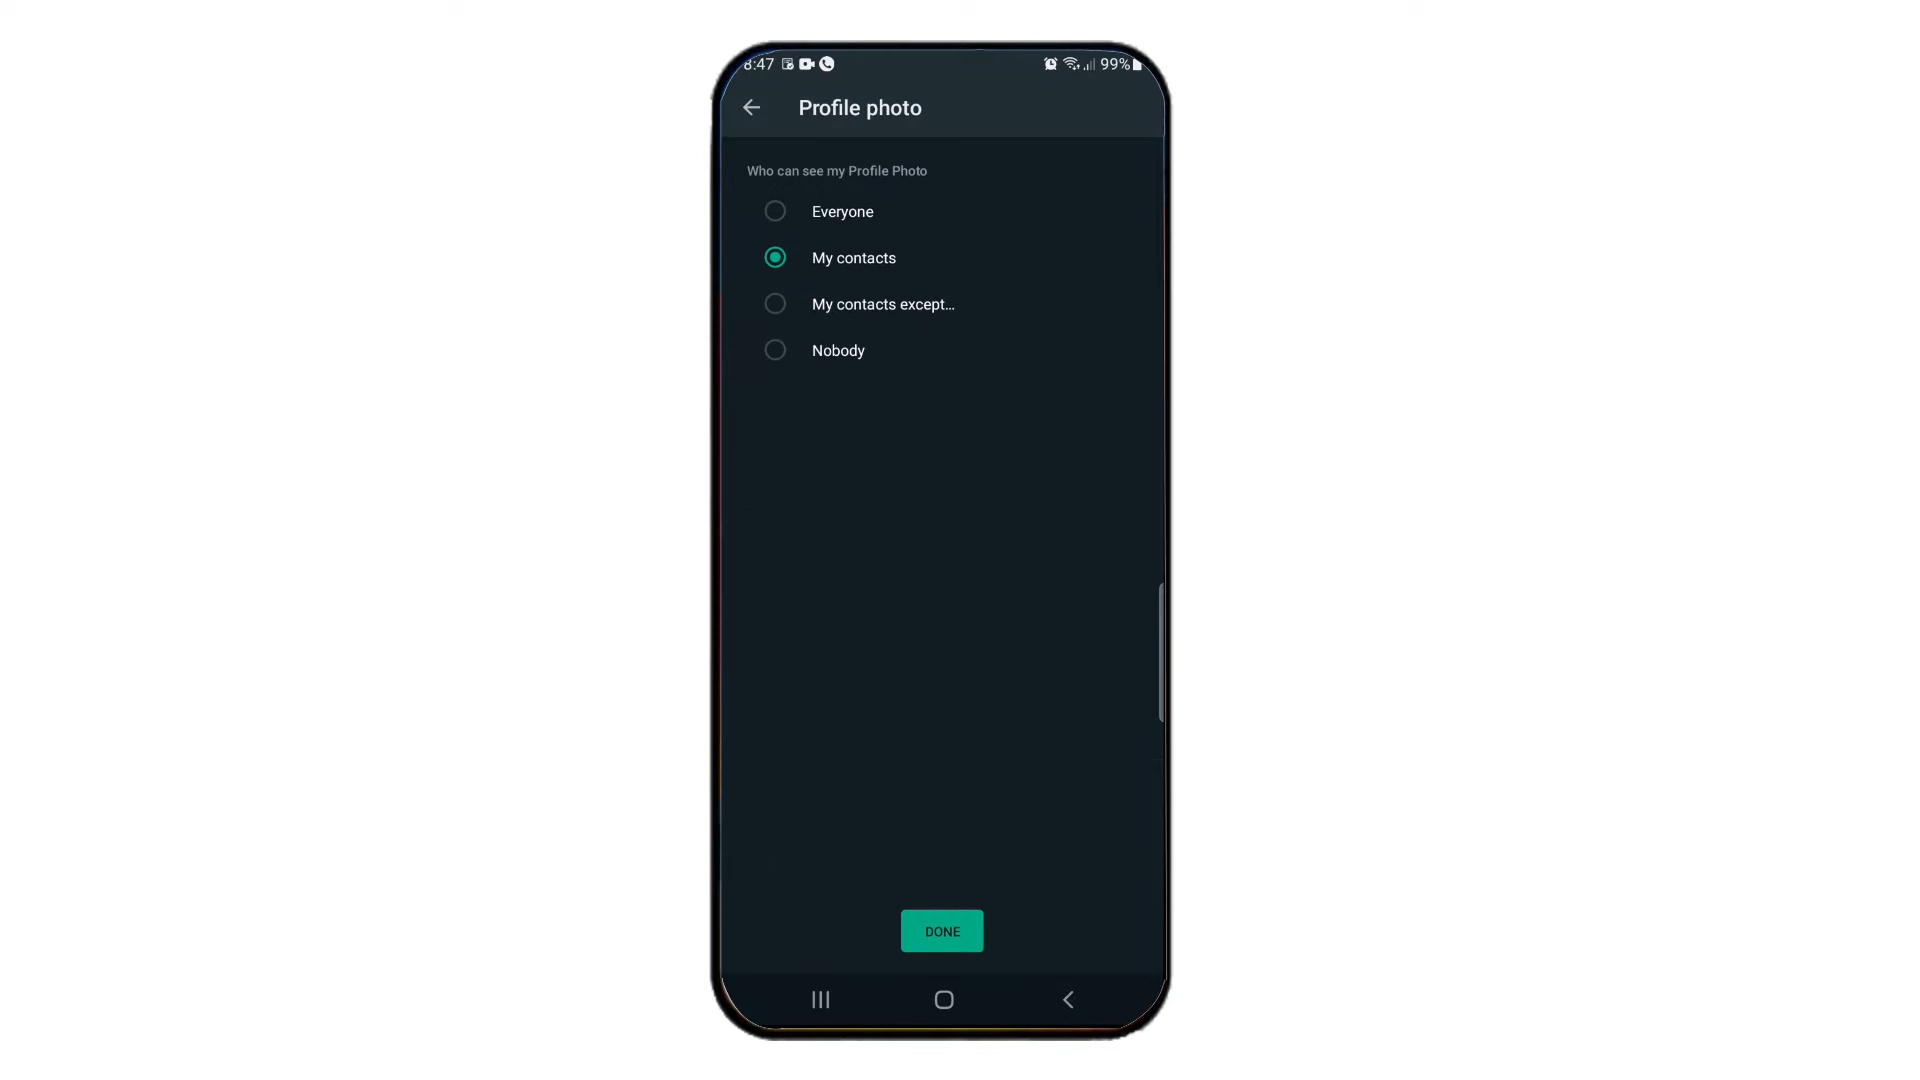 8:47 99%
Profile photo
Who can see my Profile Photo
Everyone
My contacts
My contacts except...
Nobody
DONE